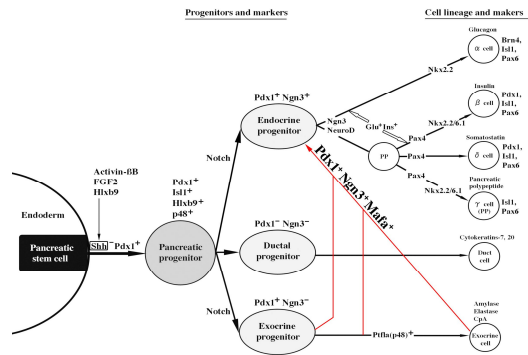 Progenitors and markers
Cell lineage and makers
Glucagon
α cell
Brn4,
Isl1,
Pax6
Nkx2.2
Pdx1⁺ Ngn3⁺
Endocrine
progenitor
Ngn3
NeuroD
Glu⁺Ins⁺
PP
Insulin
β cell
Pdx1,
Isl1,
Pax6
Nkx2.2/6.1
Pax4
Somatostatin
δ cell
Pdx1,
Isl1,
Pax6
Pax4
Pancreatic
polypeptide
γ cell
(PP)
Isl1,
Pax6
Pax4
Nkx2.2/6.1
Notch
Pdx1⁺Ngn3⁺Mafa⁺
Activin-ßB
FGF2
Hlxb9
Endoderm
Pancreatic
stem cell
Shh⁻Pdx1⁺
Pdx1⁺
Isl1⁺
Hlxb9⁺
p48⁺
Pancreatic
progenitor
Pdx1⁻ Ngn3⁻
Ductal
progenitor
Cytokeratins-7, 20
Duct
cell
Notch
Pdx1⁺ Ngn3⁻
Exocrine
progenitor
Ptfla(p48)⁺
Amyluse
Elastase
CpA
Exocrine
cell